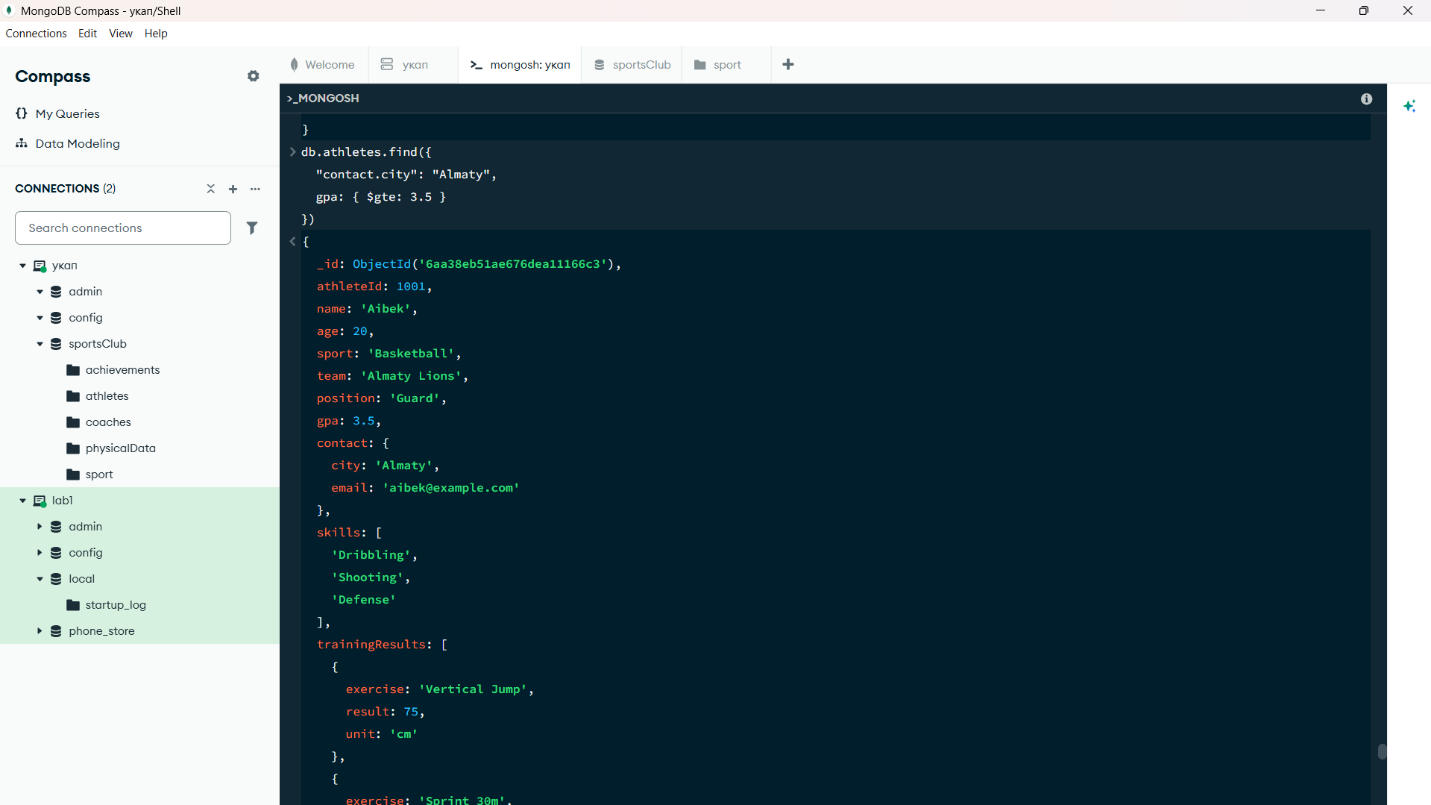 MongoDB Compass - укап/Shell
Connections Edit View Help
Compass
My Queries
Data Modeling
CONNECTIONS (2)
Search connections
укап
admin
config
sportsClub
achievements
athletes
coaches
physicalData
sport
lab1
admin
config
local
startup_log
phone_store
Welcome укап >_ mongosh: укап sportsClub sport +
>_MONGOSH
}
> db.athletes.find({
"contact.city": "Almaty",
gpa: { $gte: 3.5 }
})
< {
_id: ObjectId('6aa38eb51ae676dea11166c3'),
athleteId: 1001,
name: 'Aibek',
age: 20,
sport: 'Basketball',
team: 'Almaty Lions',
position: 'Guard',
gpa: 3.5,
contact: {
city: 'Almaty',
email: 'aibek@example.com'
},
skills: [
'Dribbling',
'Shooting',
'Defense'
],
trainingResults: [
{
exercise: 'Vertical Jump',
result: 75,
unit: 'cm'
},
{
exercise: 'Sprint 30m',